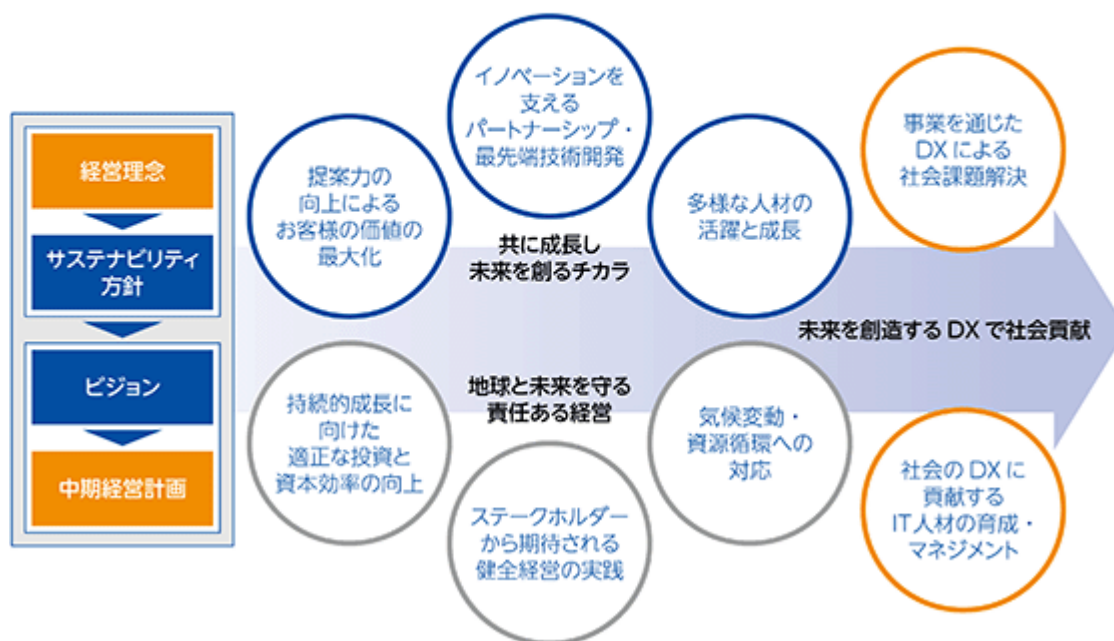 経営理念
サステナビリティ
方針
ビジョン
中期経営計画
提案力の
向上による
お客様の価値の
最大化
イノベーションを
支える
パートナーシップ・
最先端技術開発
多様な人材の
活躍と成長
事業を通じた
DXによる
社会課題解決
共に成長し
未来を創るチカラ
未来を創造するDXで社会貢献
地球と未来を守る
責任ある経営
持続的成長に
向けた
適正な投資と
資本効率の向上
ステークホルダー
から期待される
健全経営の実践
気候変動・
資源循環への
対応
社会のDXに
貢献する
IT人材の育成・
マネジメント